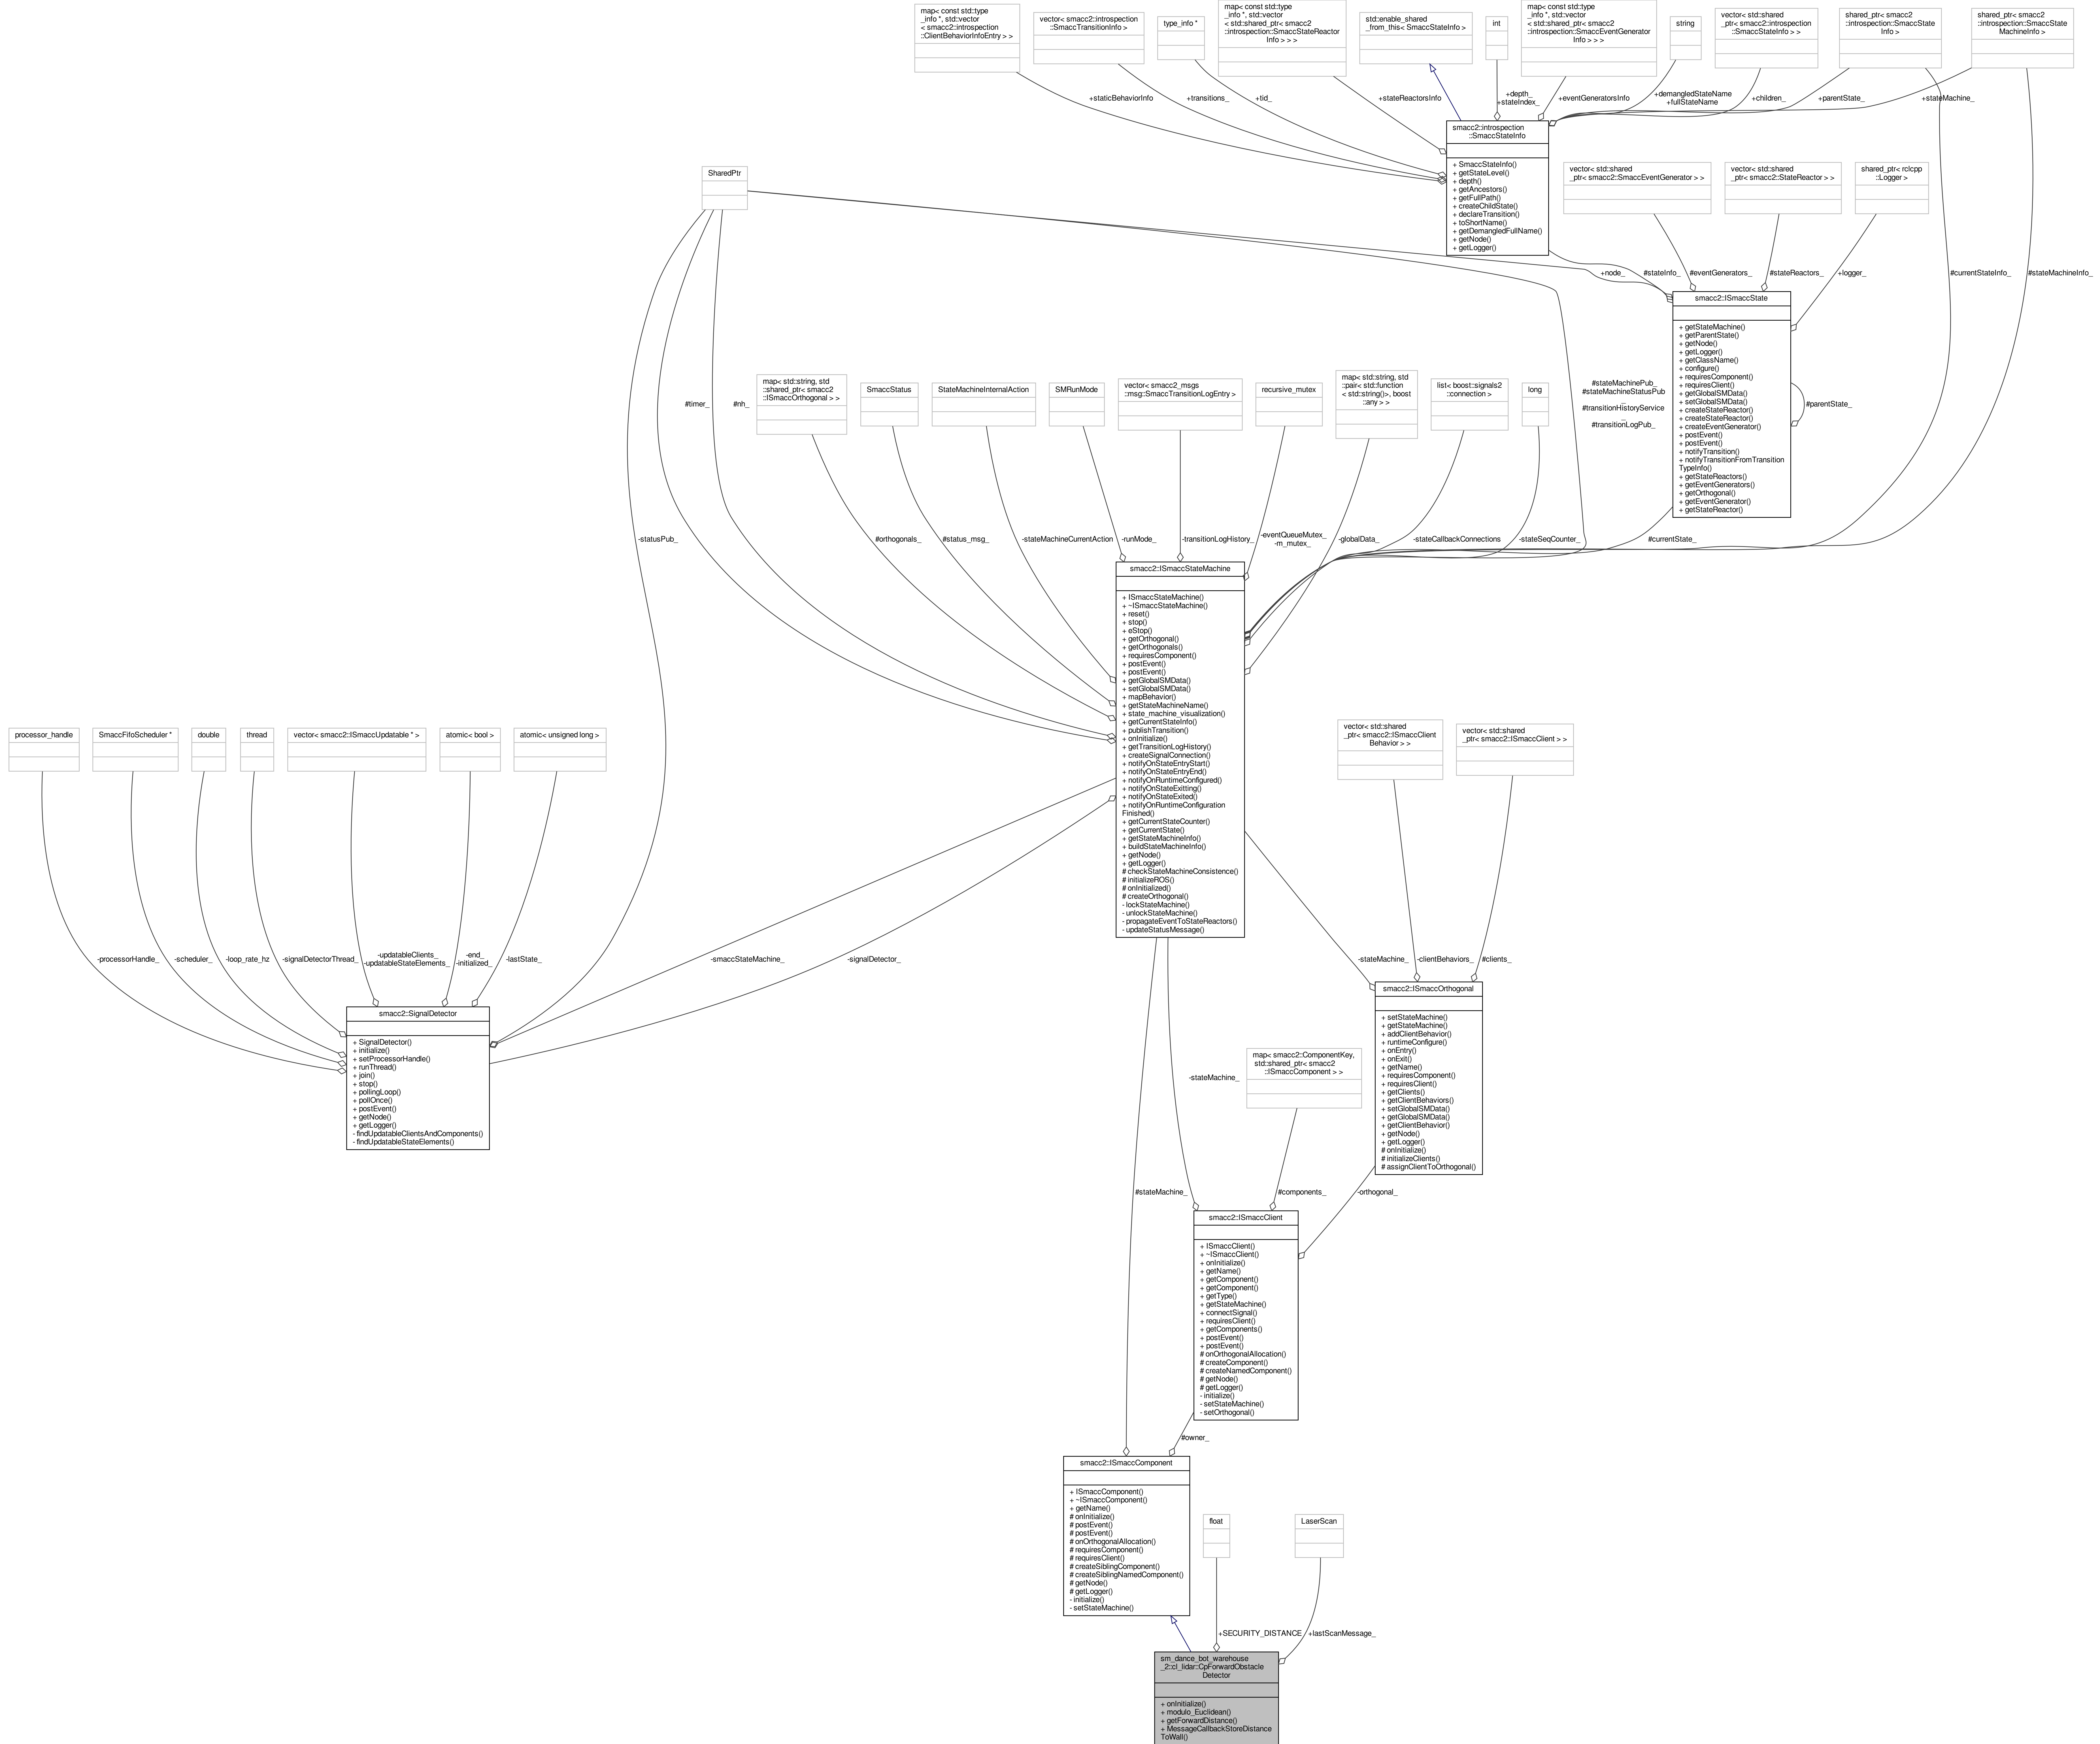 map< const std::type
_info *, std::vector
< smacc2::introspection
::ClientBehaviorInfoEntry > >
vector< smacc2::introspection
::SmaccTransitionInfo >
type_info *
map< const std::type
_info *, std::vector
< std::shared_ptr< smacc2
::introspection::SmaccStateReactor
Info > > >
std::enable_shared
_from_this< SmaccStateInfo >
int
map< const std::type
_info *, std::vector
< std::shared_ptr< smacc2
::introspection::SmaccEventGenerator
Info > > >
string
vector< std::shared
_ptr< smacc2::introspection
::SmaccStateInfo > >
shared_ptr< smacc2
::introspection::SmaccState
Info >
shared_ptr< smacc2
::introspection::SmaccState
MachineInfo >
+staticBehaviorInfo
+transitions_
+tid_
+stateReactorsInfo
+depth_
+stateIndex_
+eventGeneratorsInfo
+demangledStateName
+fullStateName
+children_
+parentState_
+stateMachine_
smacc2::introspection
::SmaccStateInfo
+ SmaccStateInfo()
+ getStateLevel()
+ depth()
+ getAncestors()
+ getFullPath()
+ createChildState()
+ declareTransition()
+ toShortName()
+ getDemangledFullName()
+ getNode()
+ getLogger()
SharedPtr
vector< std::shared
_ptr< smacc2::SmaccEventGenerator > >
vector< std::shared
_ptr< smacc2::StateReactor > >
shared_ptr< rclcpp
::Logger >
+node_
#stateInfo_
#eventGenerators_
#stateReactors_
+logger_
#currentStateInfo_
#stateMachineInfo_
smacc2::ISmaccState
+ getStateMachine()
+ getParentState()
+ getNode()
+ getLogger()
+ getClassName()
+ configure()
+ requiresComponent()
+ requiresClient()
+ getGlobalSMData()
+ setGlobalSMData()
+ createStateReactor()
+ createStateReactor()
+ createEventGenerator()
+ postEvent()
+ postEvent()
+ notifyTransition()
+ notifyTransitionFromTransition
TypeInfo()
+ getStateReactors()
+ getEventGenerators()
+ getOrthogonal()
+ getEventGenerator()
+ getStateReactor()
#parentState_
#timer_
#nh_
map< std::string, std
::shared_ptr< smacc2
::ISmaccOrthogonal > >
SmaccStatus
StateMachineInternalAction
SMRunMode
vector< smacc2_msgs
::msg::SmaccTransitionLogEntry >
recursive_mutex
map< std::string, std
::pair< std::function
< std::string()>, boost
::any > >
list< boost::signals2
::connection >
long
#stateMachinePub_
#stateMachineStatusPub
_
#transitionHistoryService
_
#transitionLogPub_
-statusPub_
#orthogonals_
#status_msg_
-stateMachineCurrentAction
-runMode_
-transitionLogHistory_
-eventQueueMutex_
-m_mutex_
-globalData_
-stateCallbackConnections
-stateSeqCounter_
#currentState_
smacc2::ISmaccStateMachine
+ ISmaccStateMachine()
+ ~ISmaccStateMachine()
+ reset()
+ stop()
+ eStop()
+ getOrthogonal()
+ getOrthogonals()
+ requiresComponent()
+ postEvent()
+ postEvent()
+ getGlobalSMData()
+ setGlobalSMData()
+ mapBehavior()
+ getStateMachineName()
+ state_machine_visualization()
+ getCurrentStateInfo()
+ publishTransition()
+ onInitialize()
+ getTransitionLogHistory()
+ createSignalConnection()
+ notifyOnStateEntryStart()
+ notifyOnStateEntryEnd()
+ notifyOnRuntimeConfigured()
+ notifyOnStateExitting()
+ notifyOnStateExited()
+ notifyOnRuntimeConfiguration
Finished()
+ getCurrentStateCounter()
+ getCurrentState()
+ getStateMachineInfo()
+ buildStateMachineInfo()
+ getNode()
+ getLogger()
# checkStateMachineConsistence()
# initializeROS()
# onInitialized()
# createOrthogonal()
- lockStateMachine()
- unlockStateMachine()
- propagateEventToStateReactors()
- updateStatusMessage()
processor_handle
SmaccFifoScheduler *
double
thread
vector< smacc2::ISmaccUpdatable * >
atomic< bool >
atomic< unsigned long >
vector< std::shared
_ptr< smacc2::ISmaccClient
Behavior > >
vector< std::shared
_ptr< smacc2::ISmaccClient > >
-processorHandle_
-scheduler_
-loop_rate_hz
-signalDetectorThread_
-updatableClients_
-updatableStateElements_
-end_
-initialized_
-lastState_
-smaccStateMachine_
-signalDetector_
-stateMachine_
-clientBehaviors_
#clients_
smacc2::SignalDetector
+ SignalDetector()
+ initialize()
+ setProcessorHandle()
+ runThread()
+ join()
+ stop()
+ pollingLoop()
+ pollOnce()
+ postEvent()
+ getNode()
+ getLogger()
- findUpdatableClientsAndComponents()
- findUpdatableStateElements()
smacc2::ISmaccOrthogonal
+ setStateMachine()
+ getStateMachine()
+ addClientBehavior()
+ runtimeConfigure()
+ onEntry()
+ onExit()
+ getName()
+ requiresComponent()
+ requiresClient()
+ getClients()
+ getClientBehaviors()
+ setGlobalSMData()
+ getGlobalSMData()
+ getClientBehavior()
+ getNode()
+ getLogger()
# onInitialize()
# initializeClients()
# assignClientToOrthogonal()
map< smacc2::ComponentKey,
std::shared_ptr< smacc2
::ISmaccComponent > >
-stateMachine_
#stateMachine_
#components_
-orthogonal_
smacc2::ISmaccClient
+ ISmaccClient()
+ ~ISmaccClient()
+ onInitialize()
+ getName()
+ getComponent()
+ getComponent()
+ getType()
+ getStateMachine()
+ connectSignal()
+ requiresClient()
+ getComponents()
+ postEvent()
+ postEvent()
# onOrthogonalAllocation()
# createComponent()
# createNamedComponent()
# getNode()
# getLogger()
- initialize()
- setStateMachine()
- setOrthogonal()
#owner_
smacc2::ISmaccComponent
+ ISmaccComponent()
+ ~ISmaccComponent()
+ getName()
# onInitialize()
# postEvent()
# postEvent()
# onOrthogonalAllocation()
# requiresComponent()
# requiresClient()
# createSiblingComponent()
# createSiblingNamedComponent()
# getNode()
# getLogger()
- initialize()
- setStateMachine()
float
LaserScan
+SECURITY_DISTANCE
+lastScanMessage_
sm_dance_bot_warehouse
_2::cl_lidar::CpForwardObstacle
Detector
+ onInitialize()
+ modulo_Euclidean()
+ getForwardDistance()
+ MessageCallbackStoreDistance
ToWall()